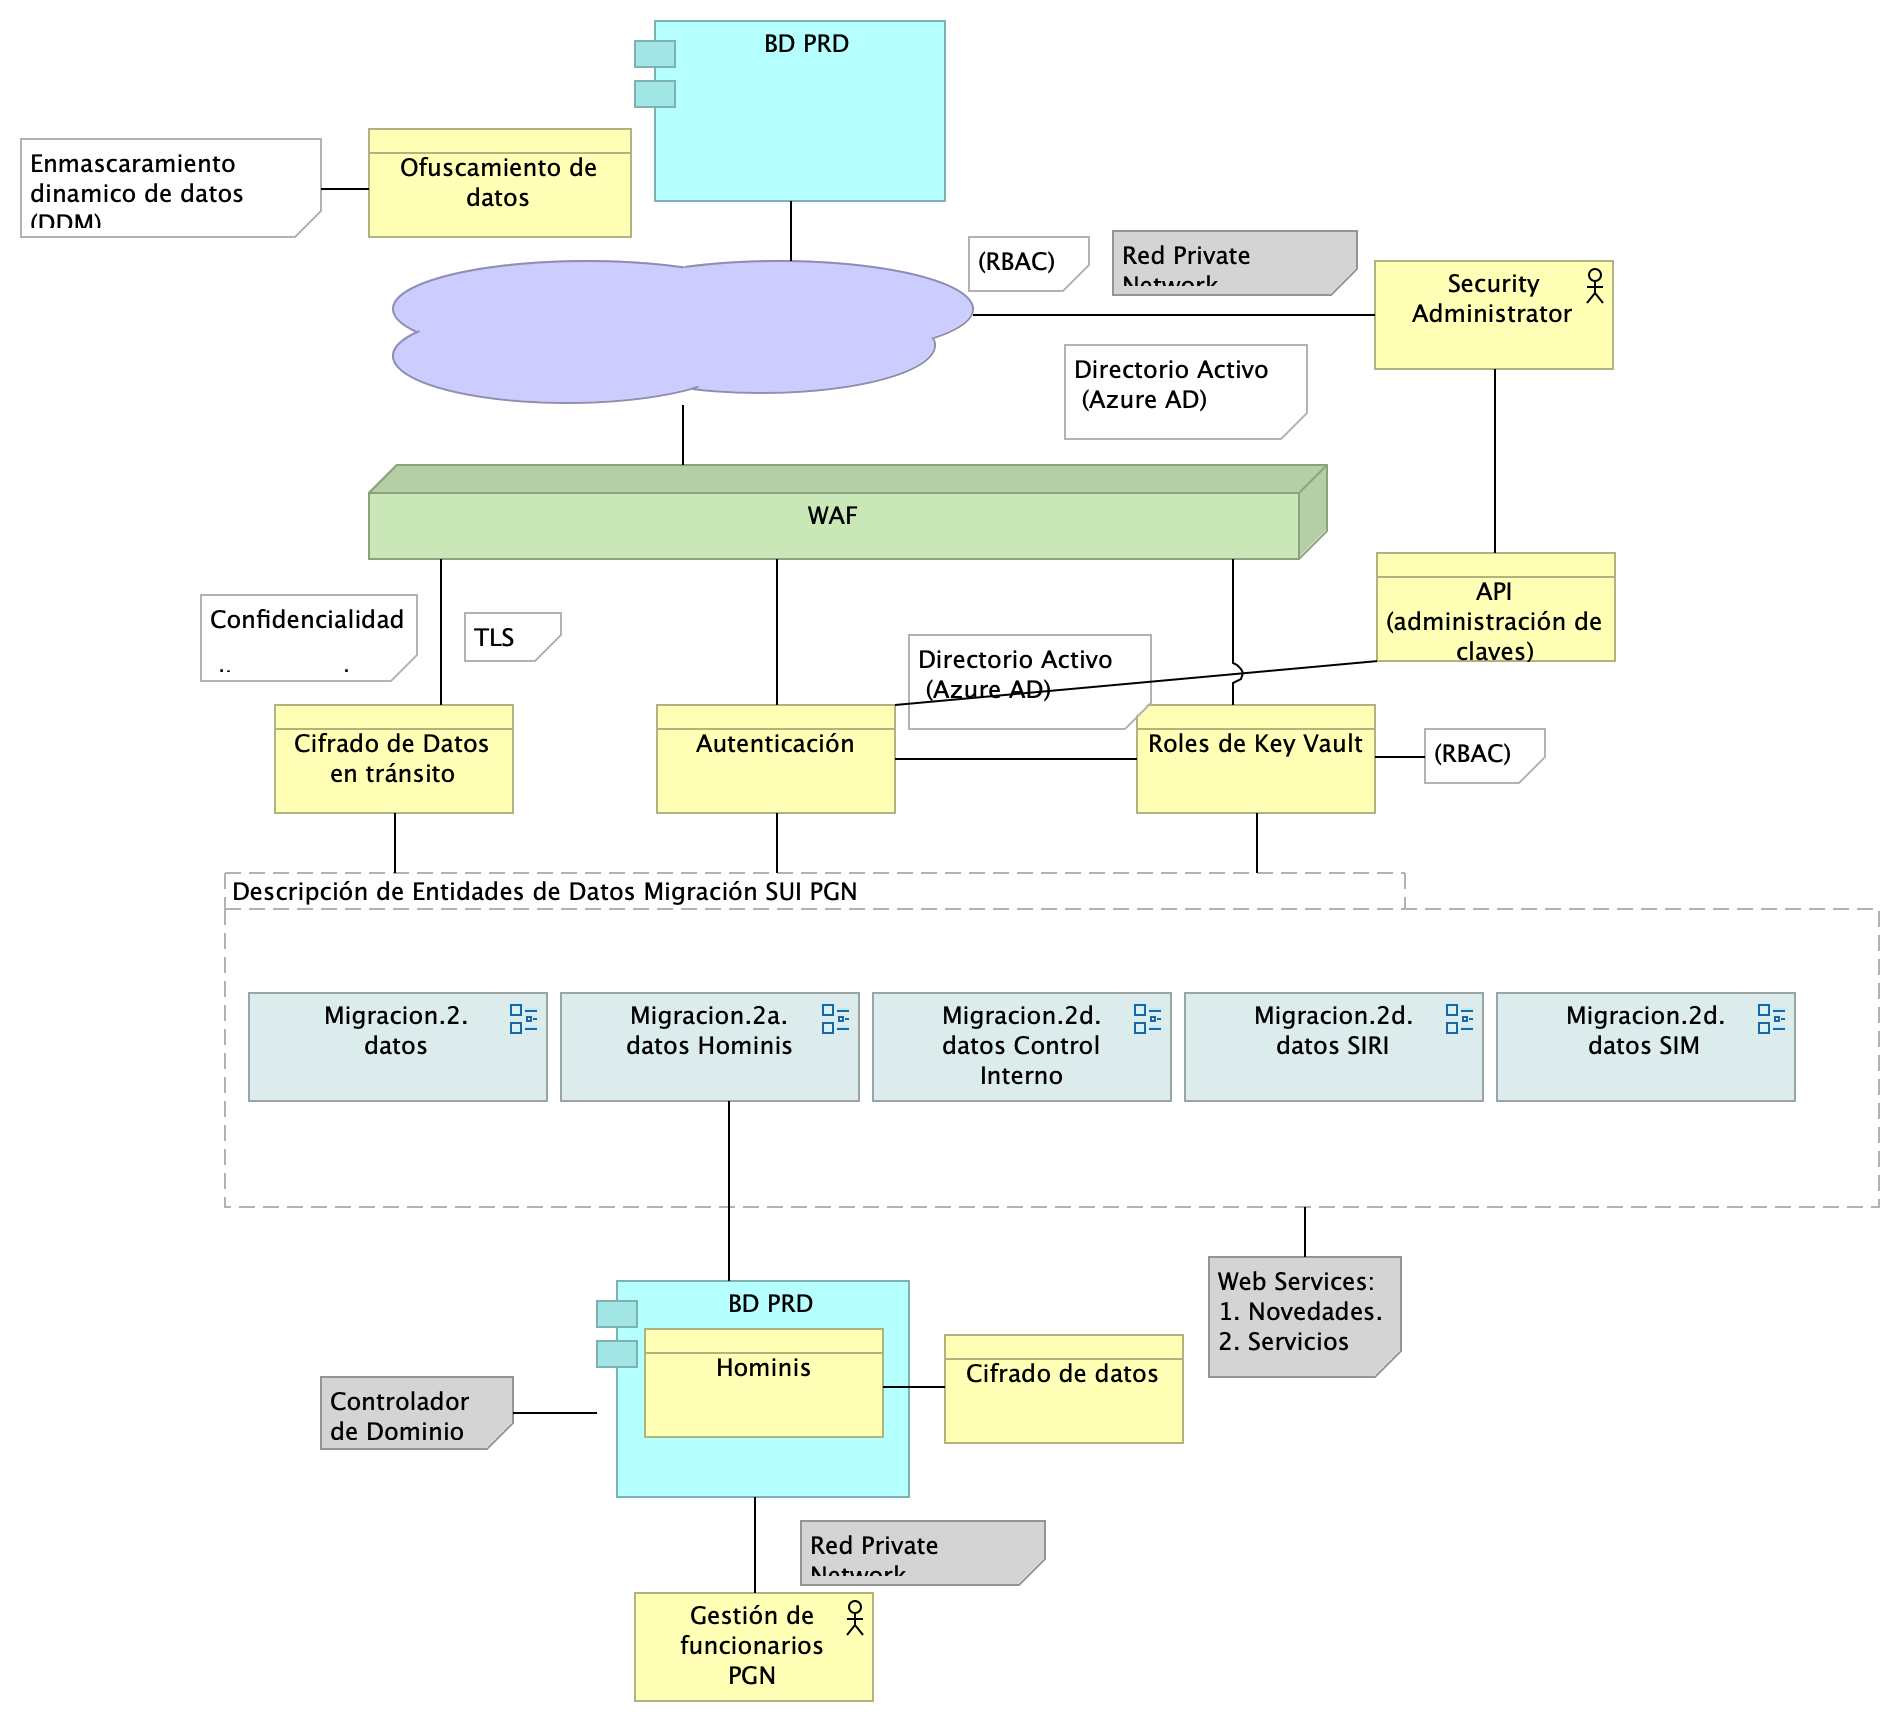 BD PRD
Enmascaramiento
dinamico de datos
(DDM)
Ofuscamiento de
datos
(RBAC)
Red Private
Network
Security
Administrator
Directorio Activo
(Azure AD)
WAF
Confidencialidad
TLS
API
(administración de
claves)
Directorio Activo
(Azure AD)
Cifrado de Datos
en tránsito
Autenticación
Roles de Key Vault
(RBAC)
Descripción de Entidades de Datos Migración SUI PGN
Migracion.2.
datos
Migracion.2a.
datos Hominis
Migracion.2d.
datos Control
Interno
Migracion.2d.
datos SIRI
Migracion.2d.
datos SIM
Web Services:
1. Novedades.
2. Servicios
BD PRD
Hominis
Cifrado de datos
Controlador
de Dominio
Red Private
Network
Gestión de
funcionarios
PGN